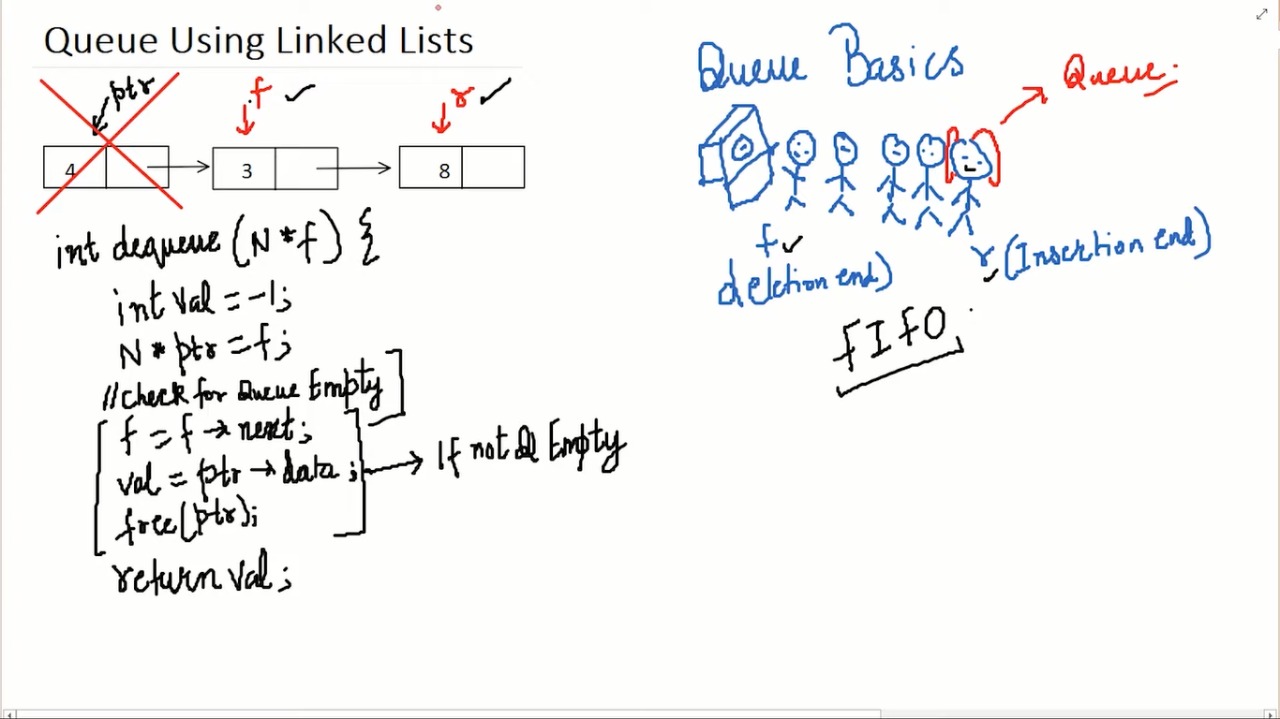 Queue Using Linked Lists
ptr
f
r
4
3
8
int dequeue (N *f) {
int val = -1;
N * ptr = f;
//check for Queue Empty
f = f → next;
val = ptr → data;
free(ptr);
return val;
If not Q Empty
Queue Basics
Queue:
f
deletion end)
r (Insertion end)
fIfO